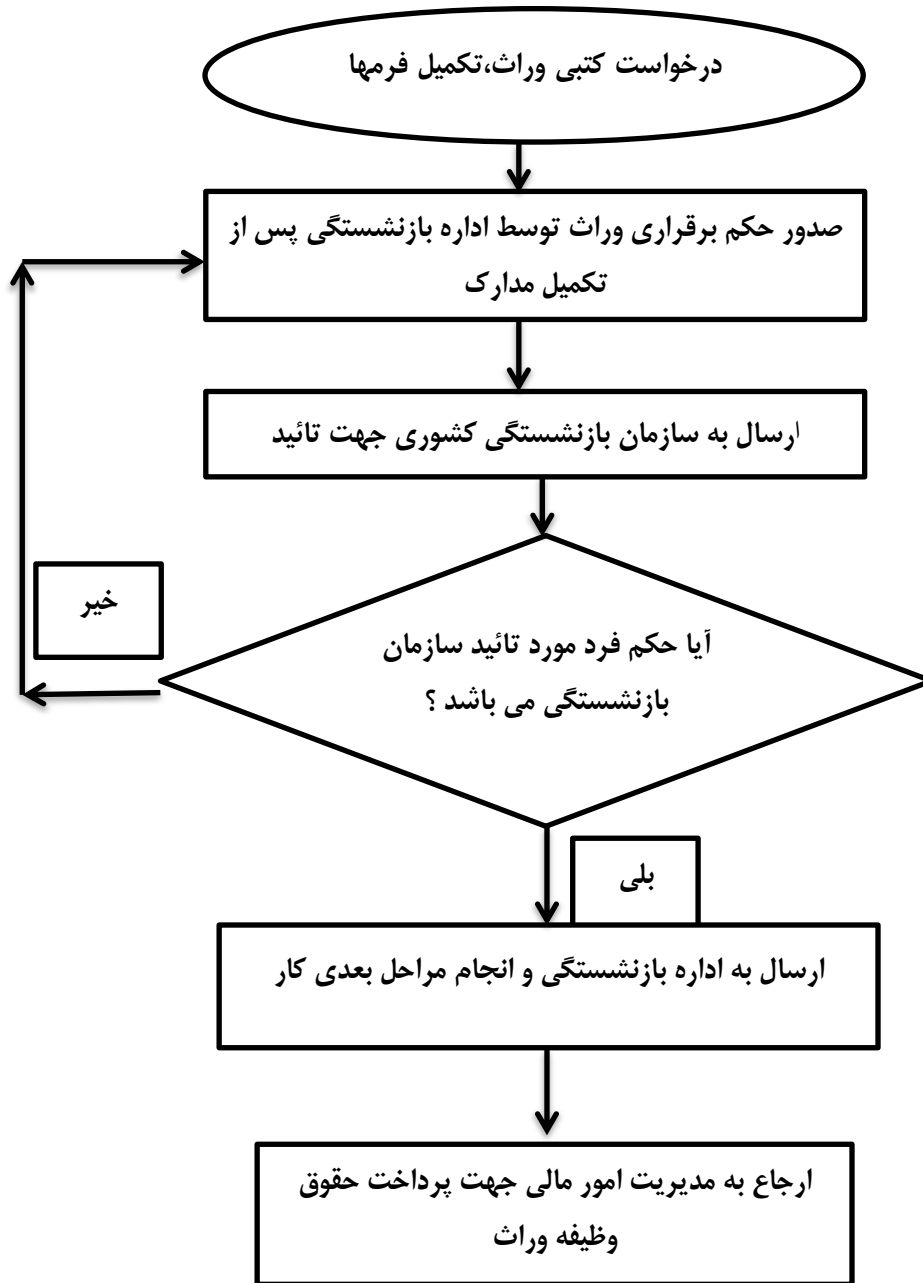 درخواست کتبی وراث،تکمیل فرمها
صدور حکم برقراری وراث توسط اداره بازنشستگی پس از
تکمیل مدارک
ارسال به سازمان بازنشستگی کشوری جهت تائید
خیر
آیا حکم فرد مورد تائید سازمان
بازنشستگی می باشد ؟
بلی
ارسال به اداره بازنشستگی و انجام مراحل بعدی کار
ارجاع به مدیریت امور مالی جهت پرداخت حقوق
وظیفه وراث